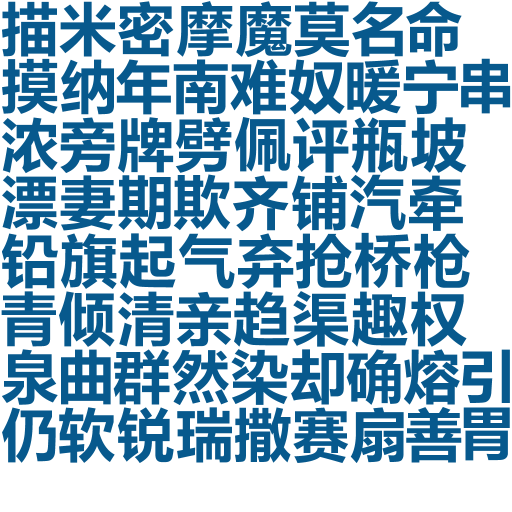 描米密摩魔莫名命
摸纳年南难奴暖宁串
浓旁牌劈佩评瓶坡
漂妻期欺齐铺汽牵
铅旗起气弃抢桥枪
青倾清亲趋渠趣权
泉曲群然染却确熔引
仍软锐瑞撒赛扇善胃